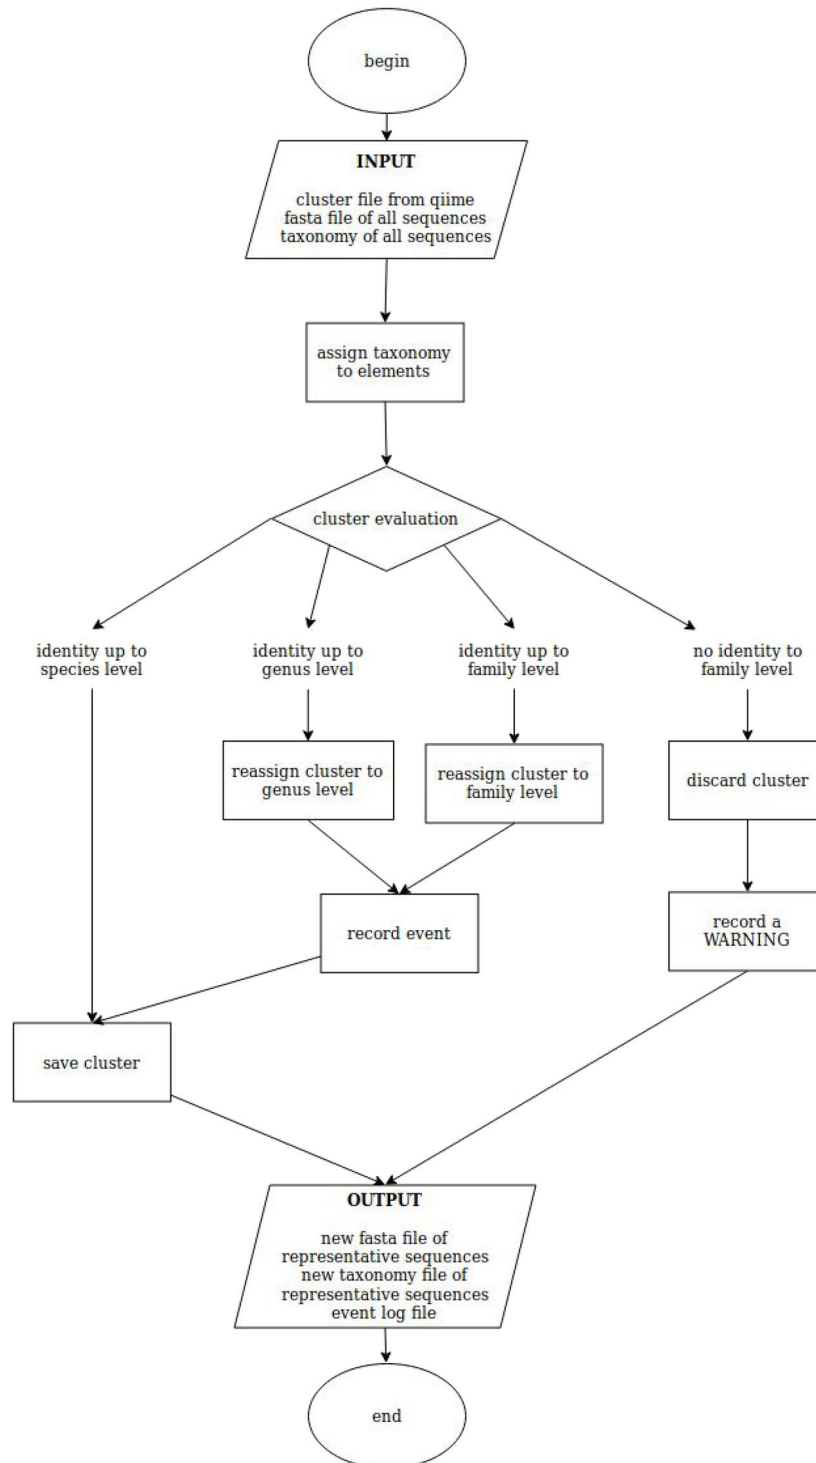 begin
INPUT
cluster file from qiime
fasta file of all sequences
taxonomy of all sequences
assign taxonomy
to elements
cluster evaluation
identity up to
species level
identity up to
genus level
identity up to
family level
no identity to
family level
reassign cluster to
genus level
reassign cluster to
family level
discard cluster
record event
record a
WARNING
save cluster
OUTPUT
new fasta file of
representative sequences
new taxonomy file of
representative sequences
event log file
end